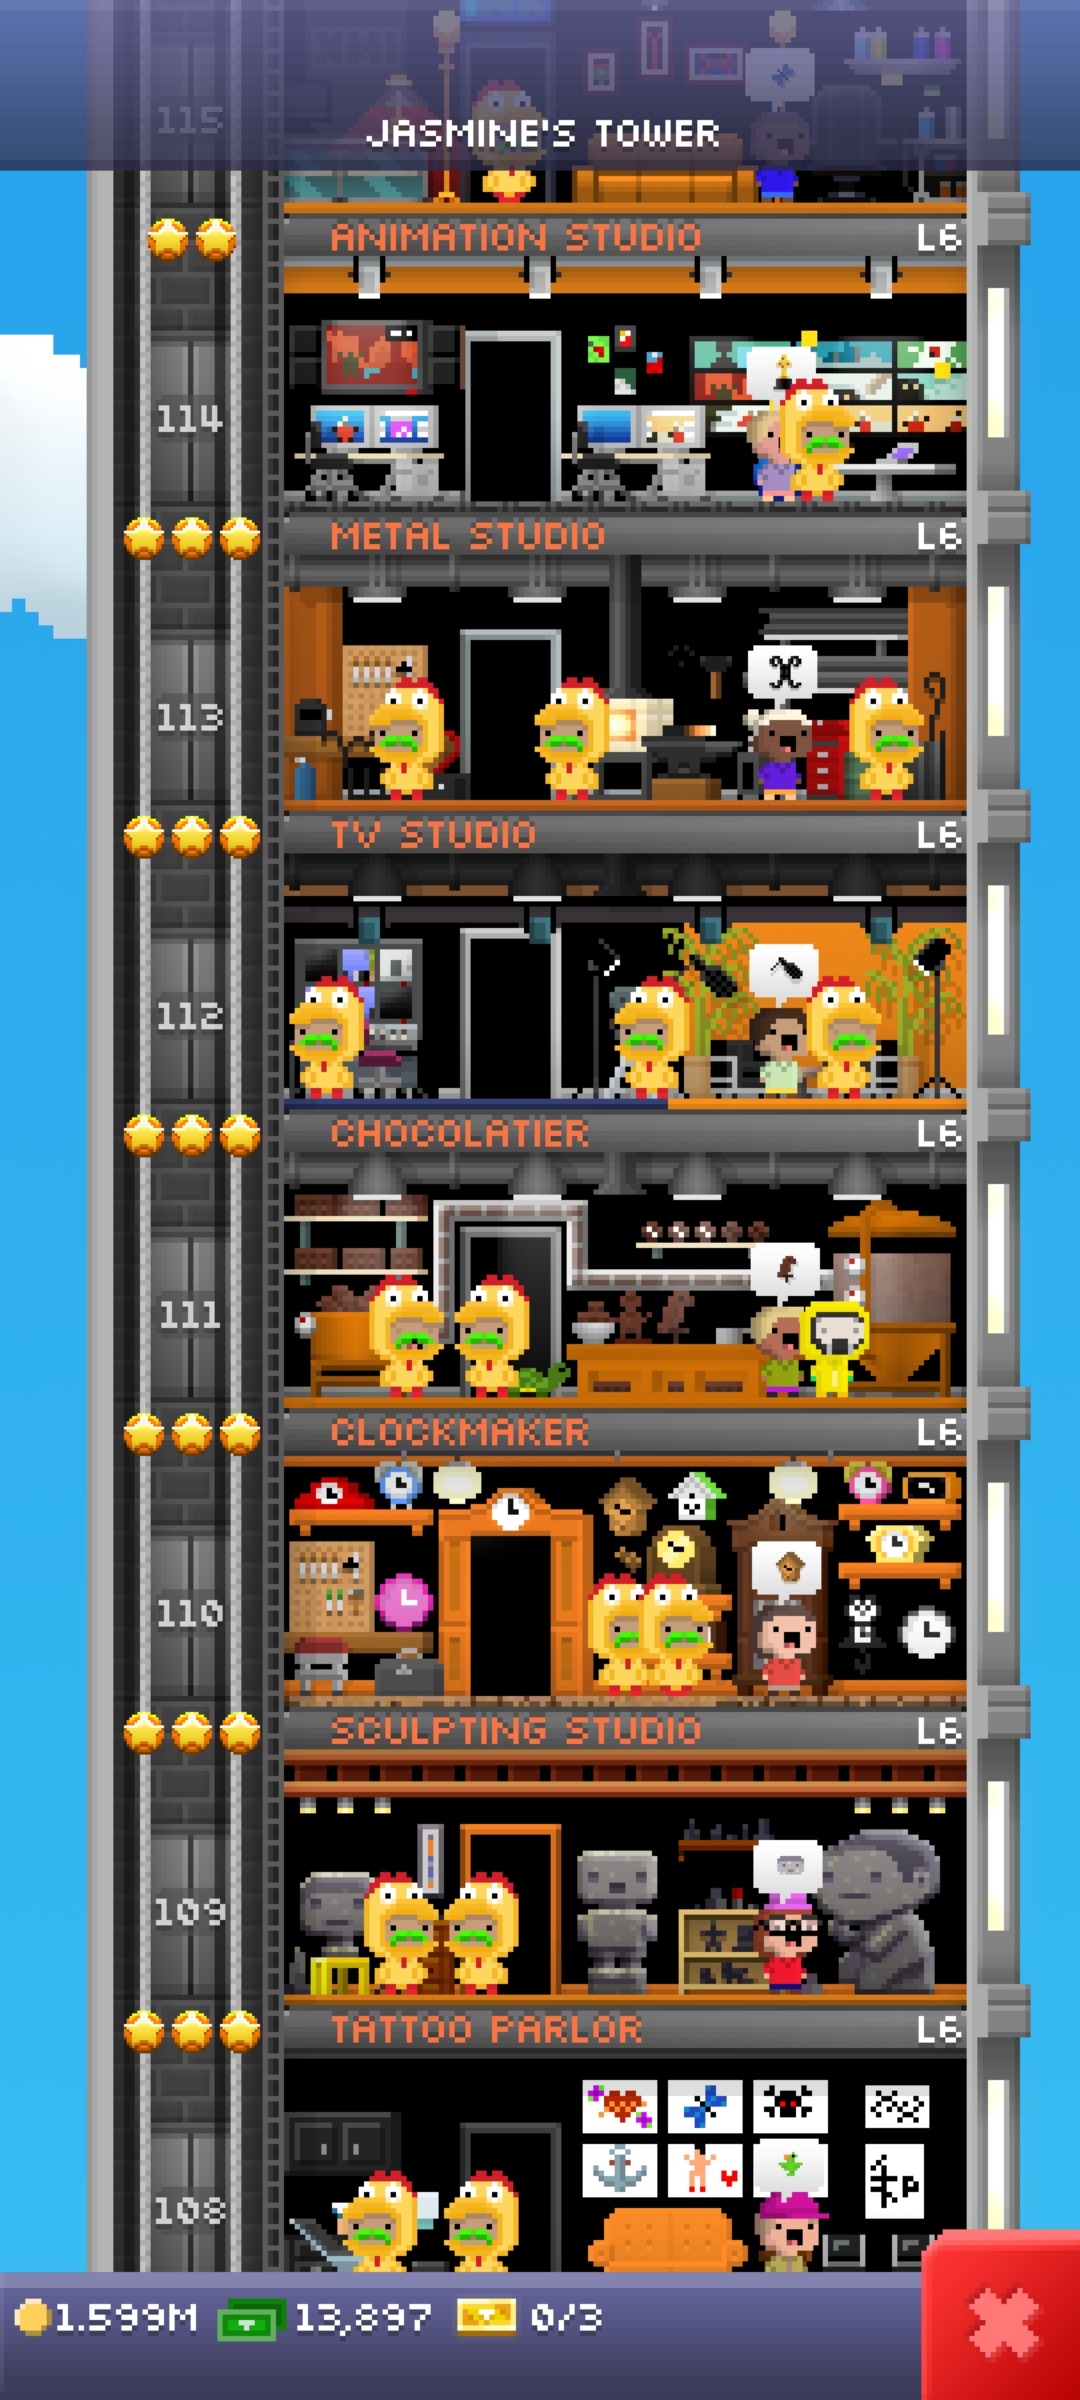 115
JASMINE'S TOWER
ANIMATION STUDIO L6
114
METAL STUDIO L6
113
TV STUDIO L6
112
CHOCOLATIER L6
111
CLOCKMAKER L6
110
SCULPTING STUDIO L6
109
TATTOO PARLOR L6
108
1.599M 13,897 0/3